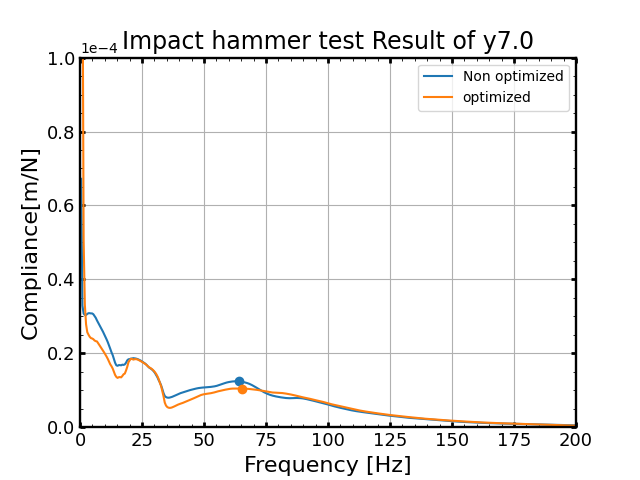 Impact hammer test Result of y7.0
1e−4
Non optimized
optimized
Compliance[m/N]
1.0
0.8
0.6
0.4
0.2
0.0
0 25 50 75 100 125 150 175 200
Frequency [Hz]